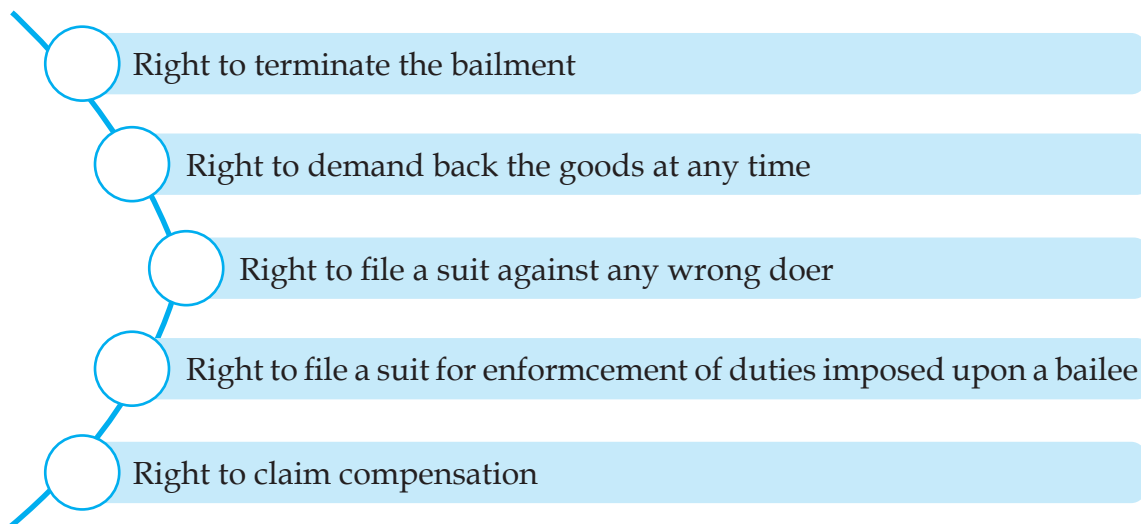 Right to terminate the bailment
Right to demand back the goods at any time
Right to file a suit against any wrong doer
Right to file a suit for enformcement of duties imposed upon a bailee
Right to claim compensation